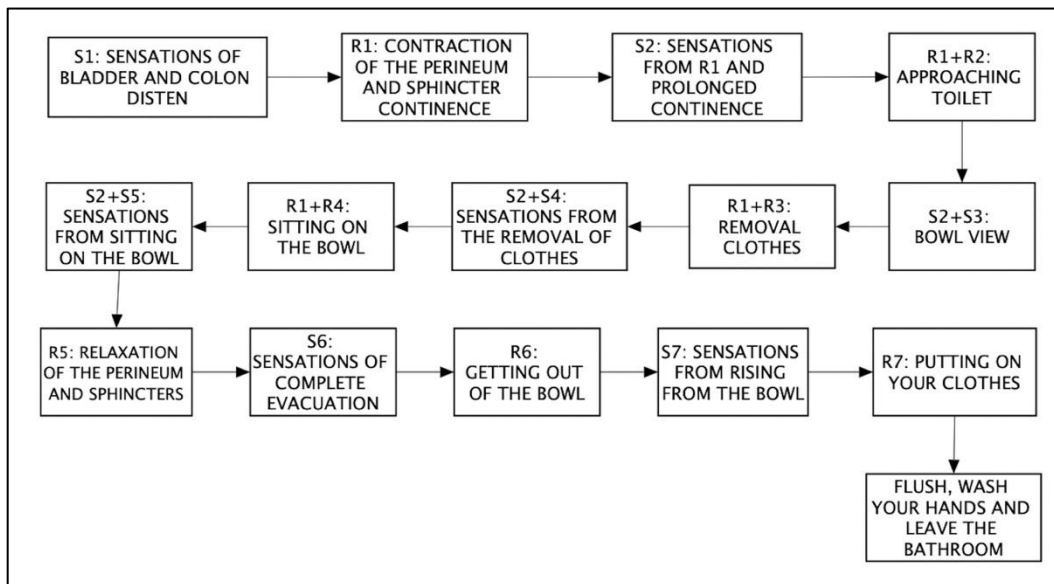 S1: SENSATIONS OF
BLADDER AND COLON
DISTEN
R1: CONTRACTION
OF THE PERINEUM
AND SPHINCTER
CONTINENCE
S2: SENSATIONS
FROM R1 AND
PROLONGED
CONTINENCE
R1+R2:
APPROACHING
TOILET
S2+S3:
BOWL VIEW
R1+R3:
REMOVAL
CLOTHES
S2+S4:
SENSATIONS FROM
THE REMOVAL OF
CLOTHES
R1+R4:
SITTING ON
THE BOWL
S2+S5:
SENSATIONS
FROM SITTING
ON THE BOWL
R5: RELAXATION
OF THE PERINEUM
AND SPHINCTERS
S6:
SENSATIONS OF
COMPLETE
EVACUATION
R6:
GETTING OUT
OF THE BOWL
S7: SENSATIONS
FROM RISING
FROM THE BOWL
R7: PUTTING ON
YOUR CLOTHES
FLUSH, WASH
YOUR HANDS AND
LEAVE THE
BATHROOM